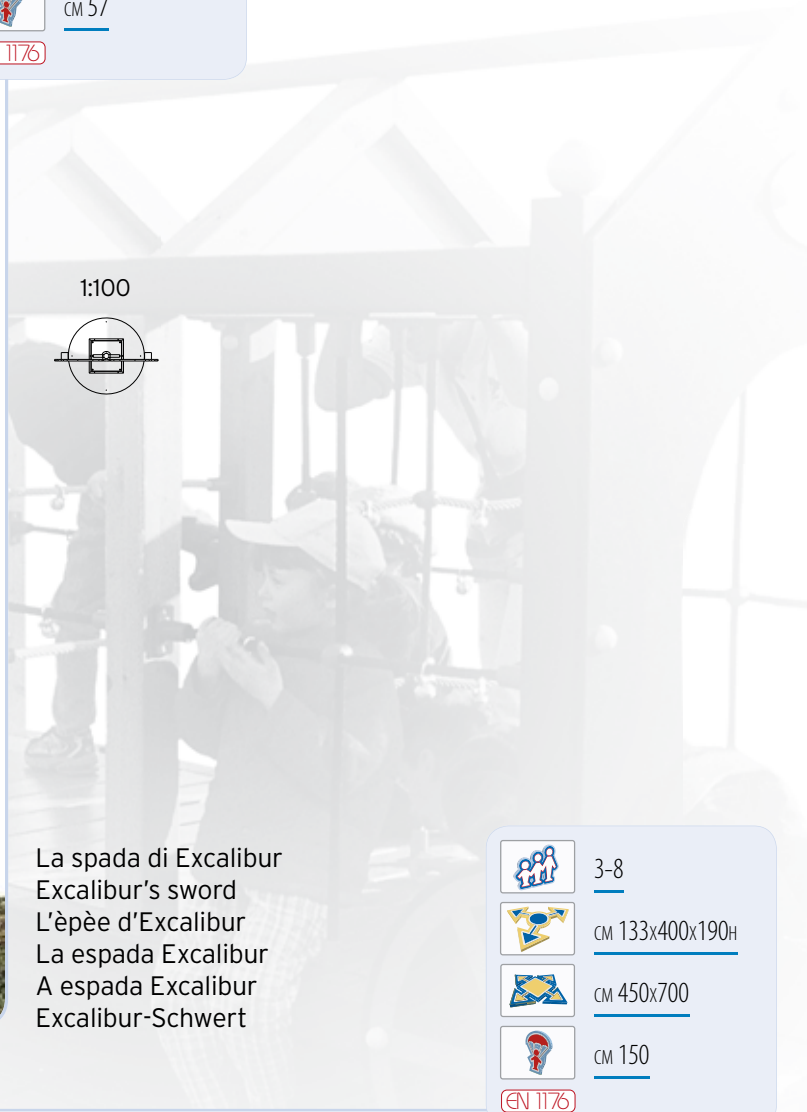 CM 57
1176
1:100
La spada di Excalibur
Excalibur's sword
L'èpèe d'Excalibur
La espada Excalibur
A espada Excalibur
Excalibur-Schwert
3-8
CM 133X400X190H
CM 450X700
CM 150
EN 1176